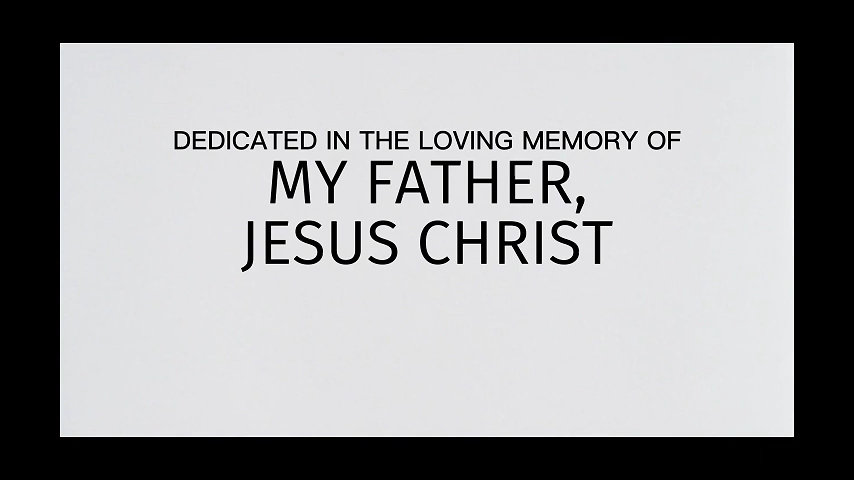 DEDICATED IN THE LOVING MEMORY OF
MY FATHER,
JESUS CHRIST